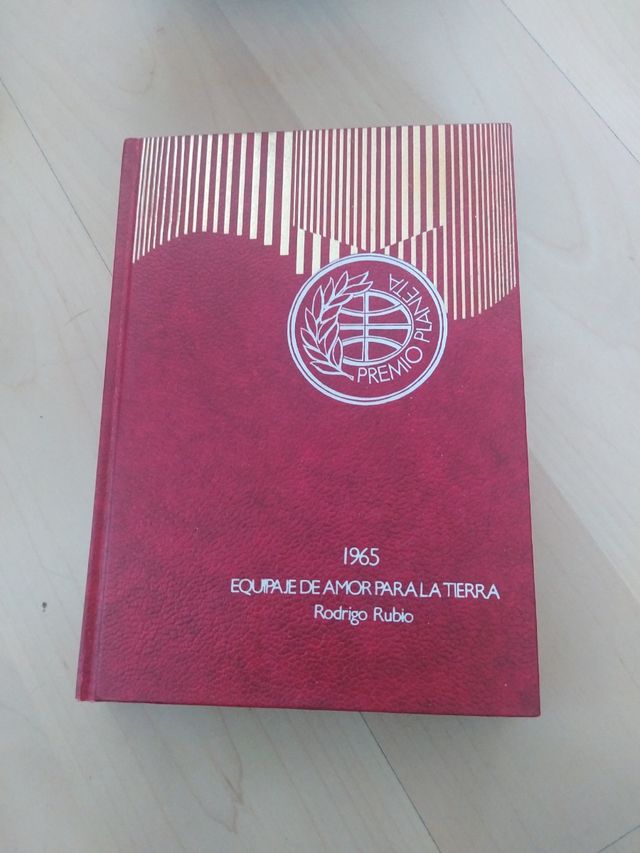 PREMIO PLANETA
1965
EQUIPAJE DE AMOR PARA LA TIERRA
Rodrigo Rubio